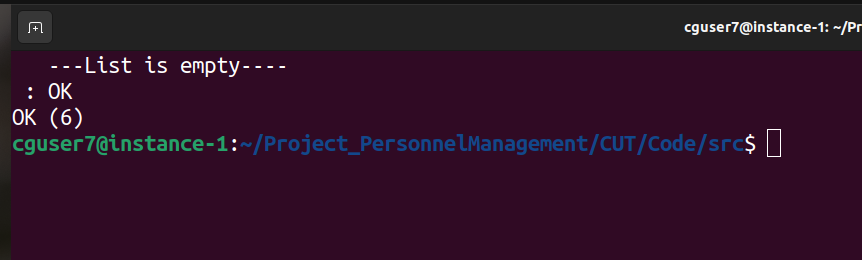 cguser7@instance-1: ~/Pr
---List is empty----
: OK
OK (6)
cguser7@instance-1:~/Project_PersonnelManagement/CUT/Code/src$